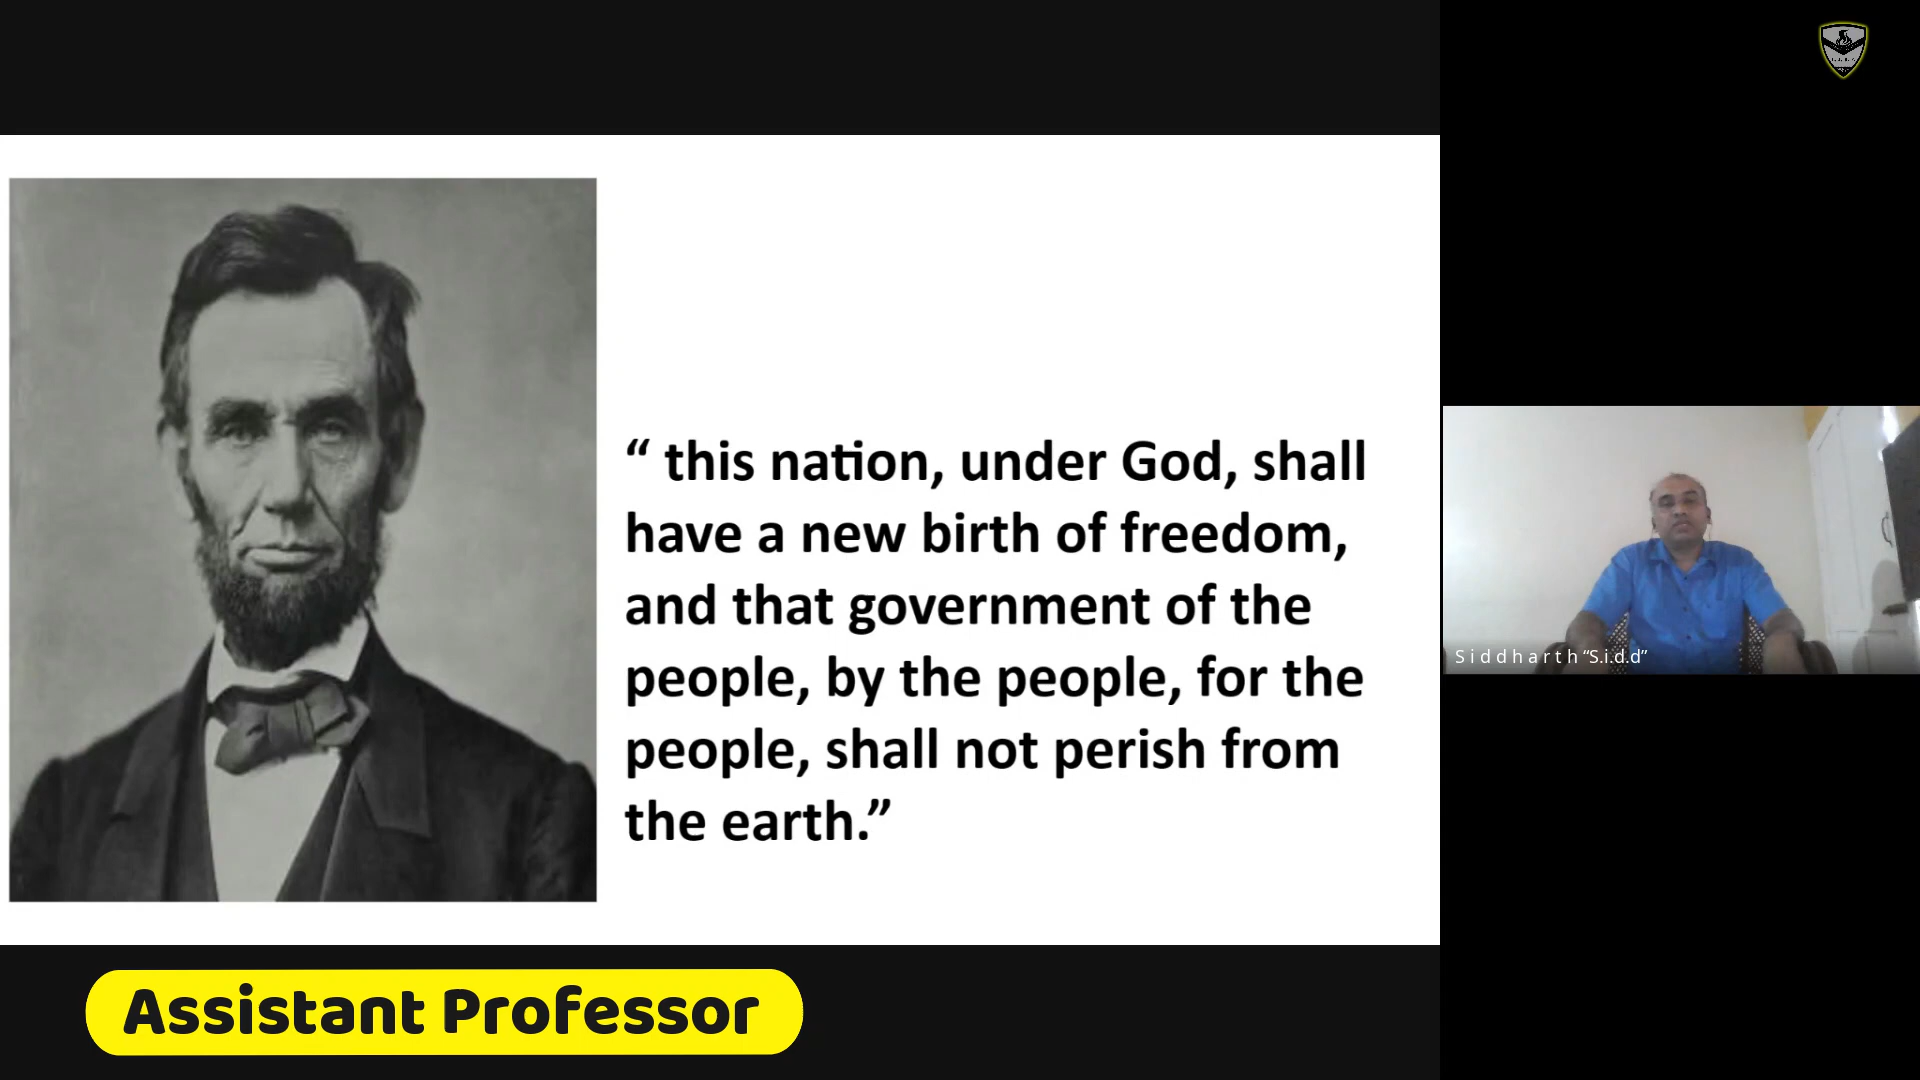 “ this nation, under God, shall
have a new birth of freedom,
and that government of the
people, by the people, for the
people, shall not perish from
the earth.”
S i d d h a r t h “S.i.d.d”
Assistant Professor